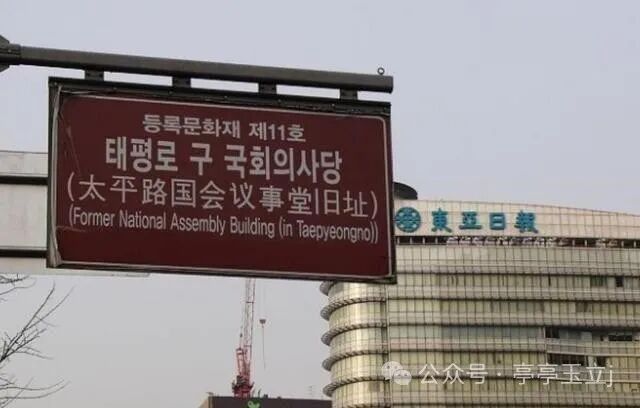 등록문화재 제11호
태평로 구 국회의사당
(太平路国会议事堂旧址)
(Former National Assembly Building (in Taepyeongno))
東亞日報
公众号 · 亭亭玉立j